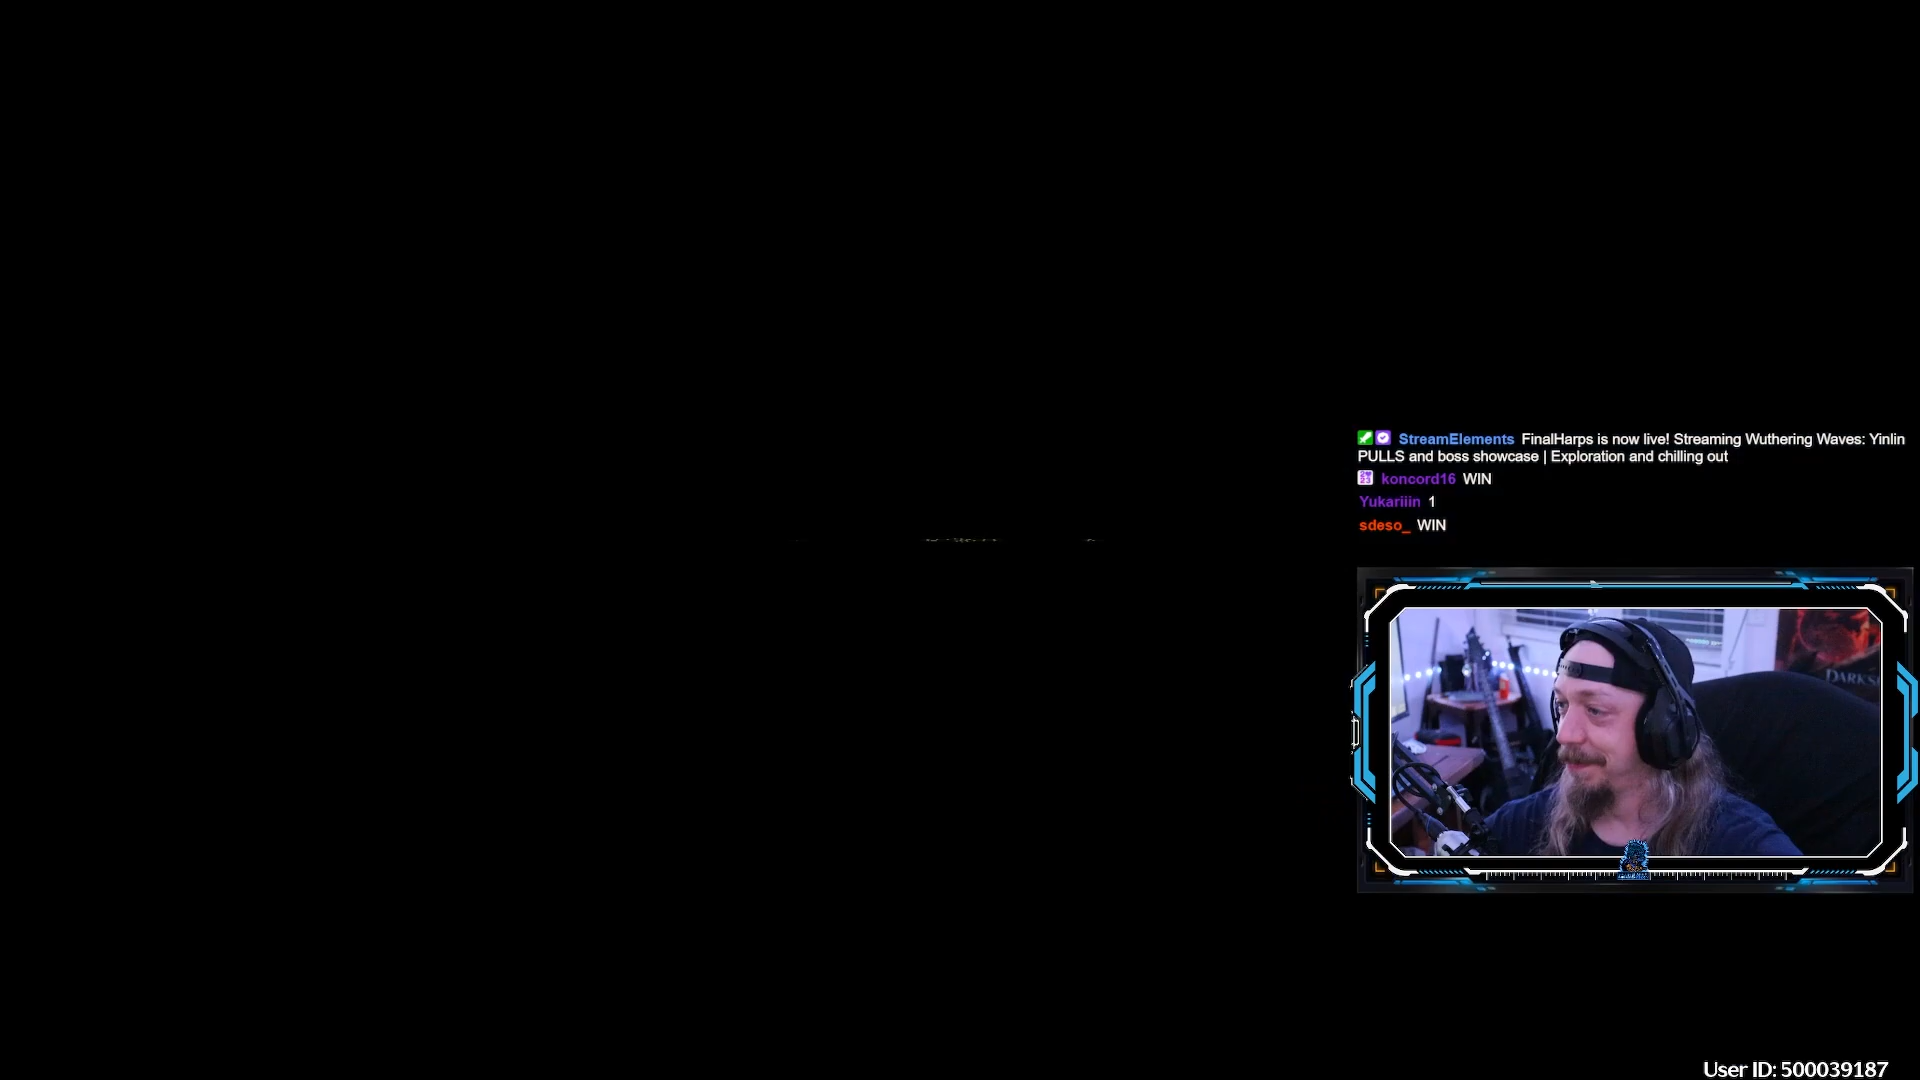 StreamElements FinalHarps is now live! Streaming Wuthering Waves: Yinlin
PULLS and boss showcase | Exploration and chilling out
koncord16 WIN
Yukariiin 1
sdeso_ WIN
DARKS
User ID: 500039187